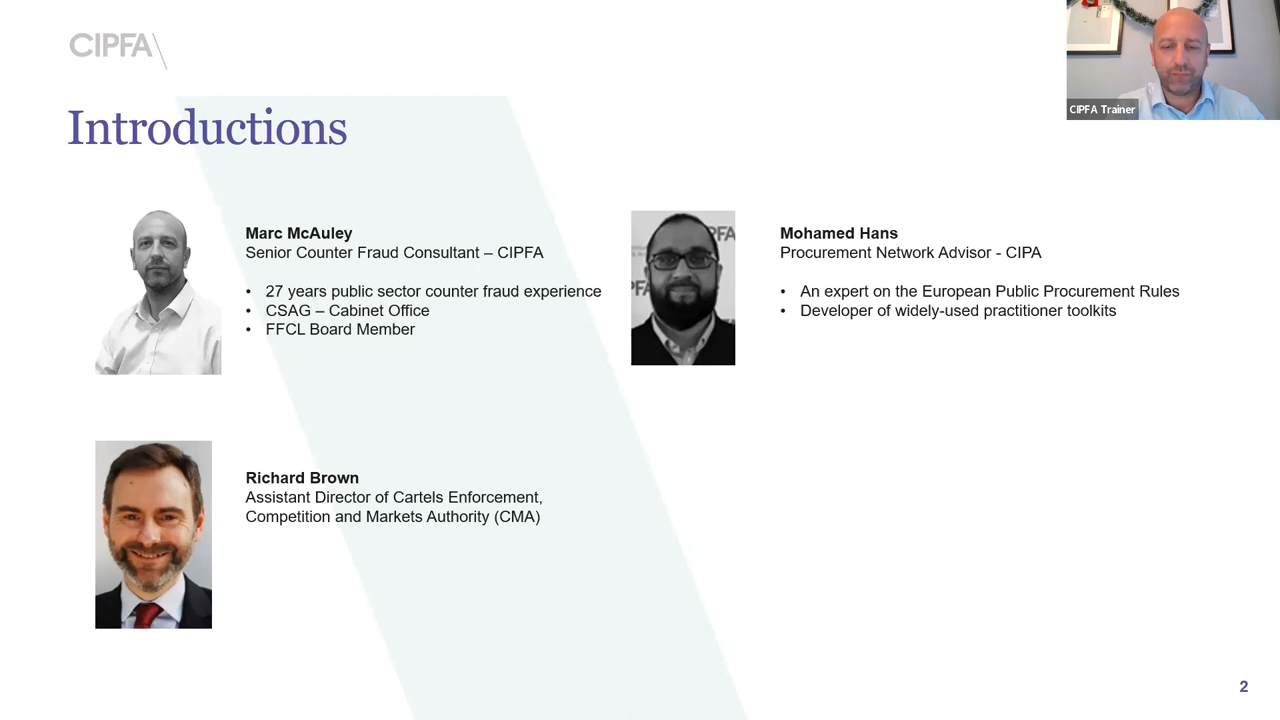 CIPFA
CIPFA Trainer
Introductions
Marc McAuley
Senior Counter Fraud Consultant – CIPFA
• 27 years public sector counter fraud experience
• CSAG – Cabinet Office
• FFCL Board Member
PFA
PFA
Mohamed Hans
Procurement Network Advisor - CIPA
• An expert on the European Public Procurement Rules
• Developer of widely-used practitioner toolkits
Richard Brown
Assistant Director of Cartels Enforcement,
Competition and Markets Authority (CMA)
2